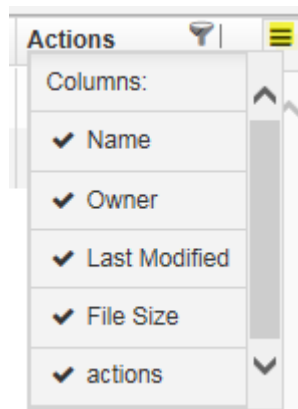 Actions
Columns:
Name
Owner
Last Modified
File Size
actions